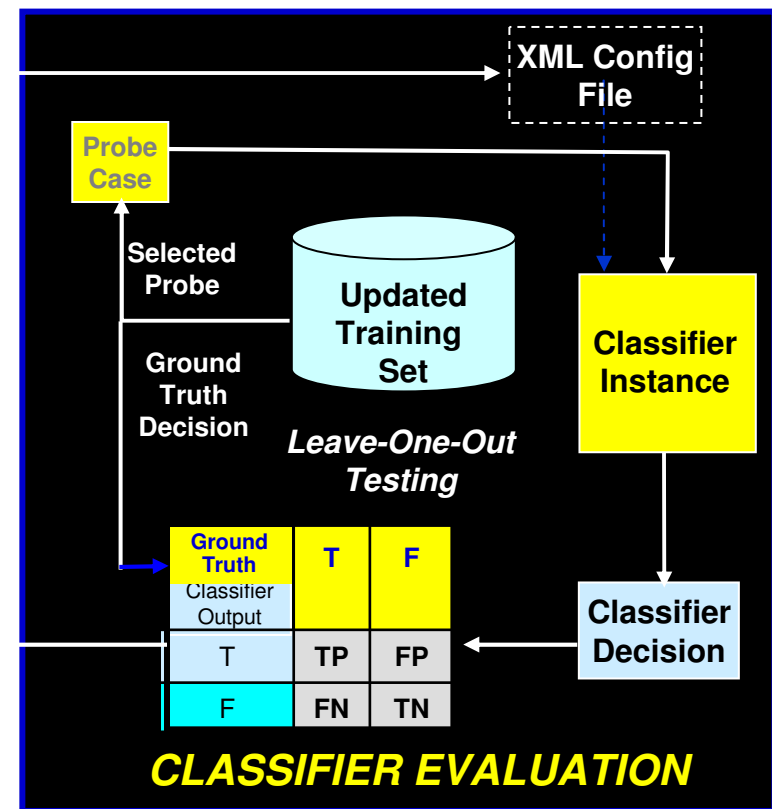 XML Config
File
Probe
Case
Selected
Probe
Updated
Training
Set
Classifier
Instance
Ground
Truth
Decision
Leave-One-Out
Testing
Ground
Truth
T F
Classifier
Output
T TP FP
F FN TN
Classifier
Decision
CLASSIFIER EVALUATION